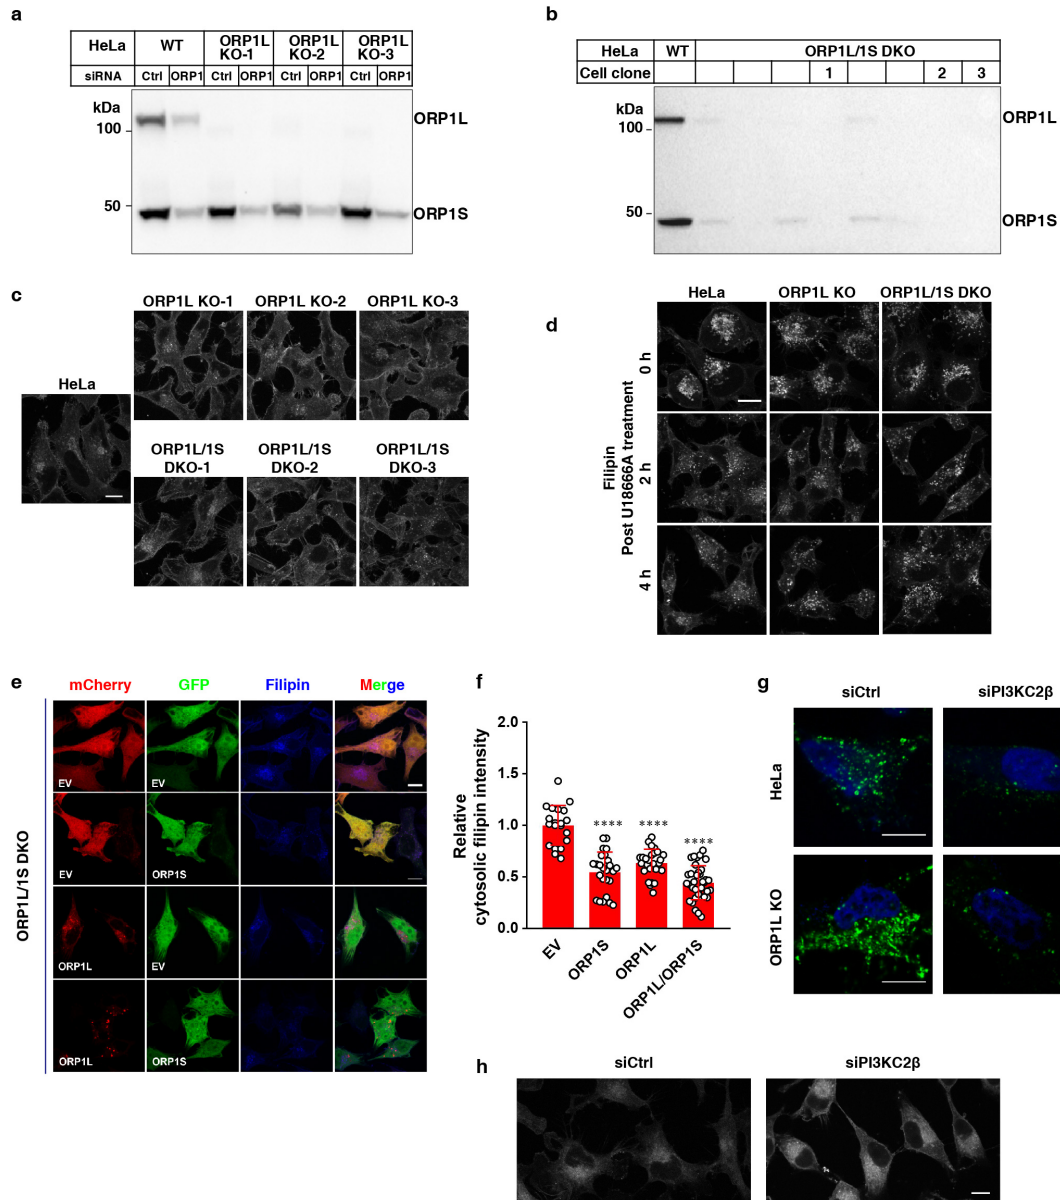 a
HeLa WT ORP1L KO-1 ORP1L KO-2 ORP1L KO-3
siRNA Ctrl ORP1 Ctrl ORP1 Ctrl ORP1 Ctrl ORP1
kDa
100
50
ORP1L
ORP1S
b
HeLa WT ORP1L/1S DKO
Cell clone 1 2 3
kDa
100
50
ORP1L
ORP1S
c
HeLa
ORP1L KO-1 ORP1L KO-2 ORP1L KO-3
ORP1L/1S ORP1L/1S ORP1L/1S
DKO-1 DKO-2 DKO-3
d
HeLa ORP1L KO ORP1L/1S DKO
Filipin
Post U18666A treatment
0 h
2 h
4 h
e
mCherry GFP Filipin Merge
ORP1L/1S DKO
EV EV
EV ORP1S
ORP1L EV
ORP1L ORP1S
f
Relative
cytosolic filipin intensity
2.0
1.5
1.0
0.5
0.0
**** **** ****
EV ORP1S ORP1L ORP1L/ORP1S
g
siCtrl siPI3KC2β
HeLa
ORP1L KO
h
siCtrl siPI3KC2β